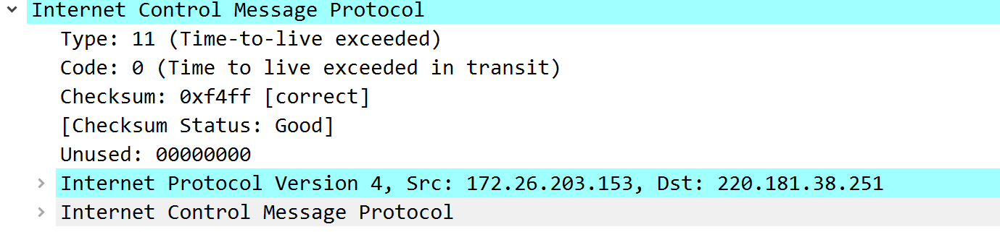 Internet Control Message Protocol
Type: 11 (Time-to-live exceeded)
Code: 0 (Time to live exceeded in transit)
Checksum: 0xf4ff [correct]
[Checksum Status: Good]
Unused: 00000000
Internet Protocol Version 4, Src: 172.26.203.153, Dst: 220.181.38.251
Internet Control Message Protocol